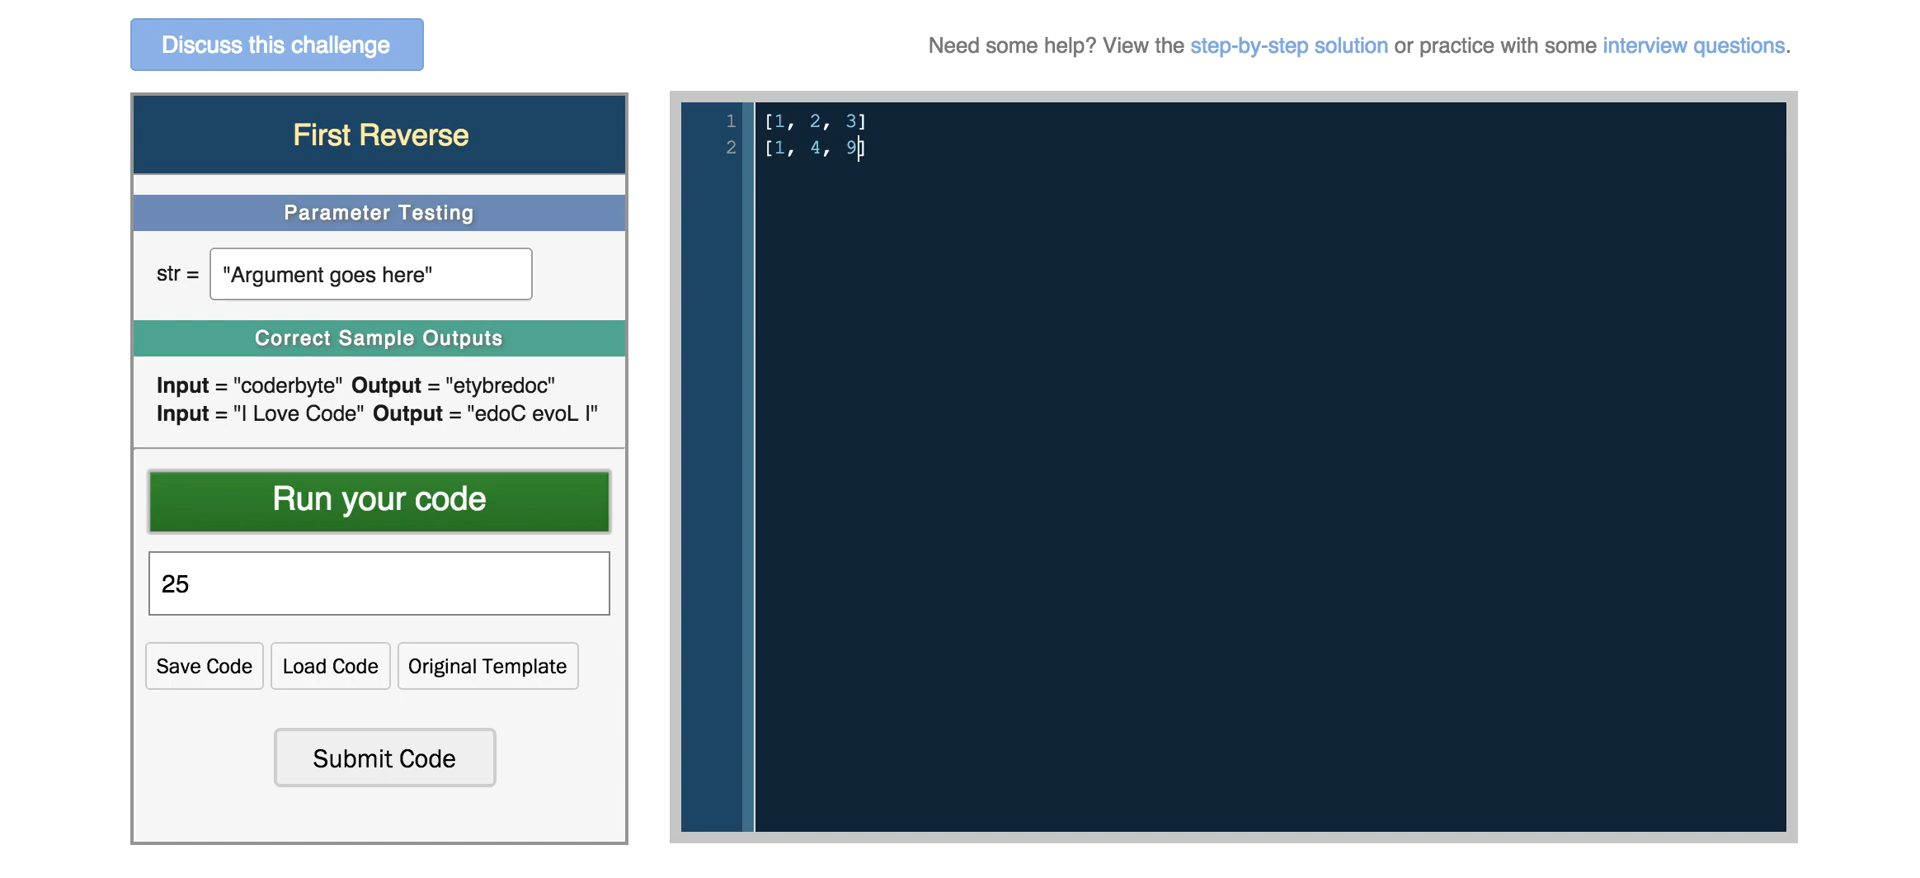 Discuss this challenge
Need some help? View the step-by-step solution or practice with some interview questions.
First Reverse
Parameter Testing
str = "Argument goes here"
Correct Sample Outputs
Input = "coderbyte" Output = "etybredoc"
Input = "I Love Code" Output = "edoC evoL I"
Run your code
25
Save Code Load Code Original Template
Submit Code
1 [1, 2, 3]
2 [1, 4, 9]